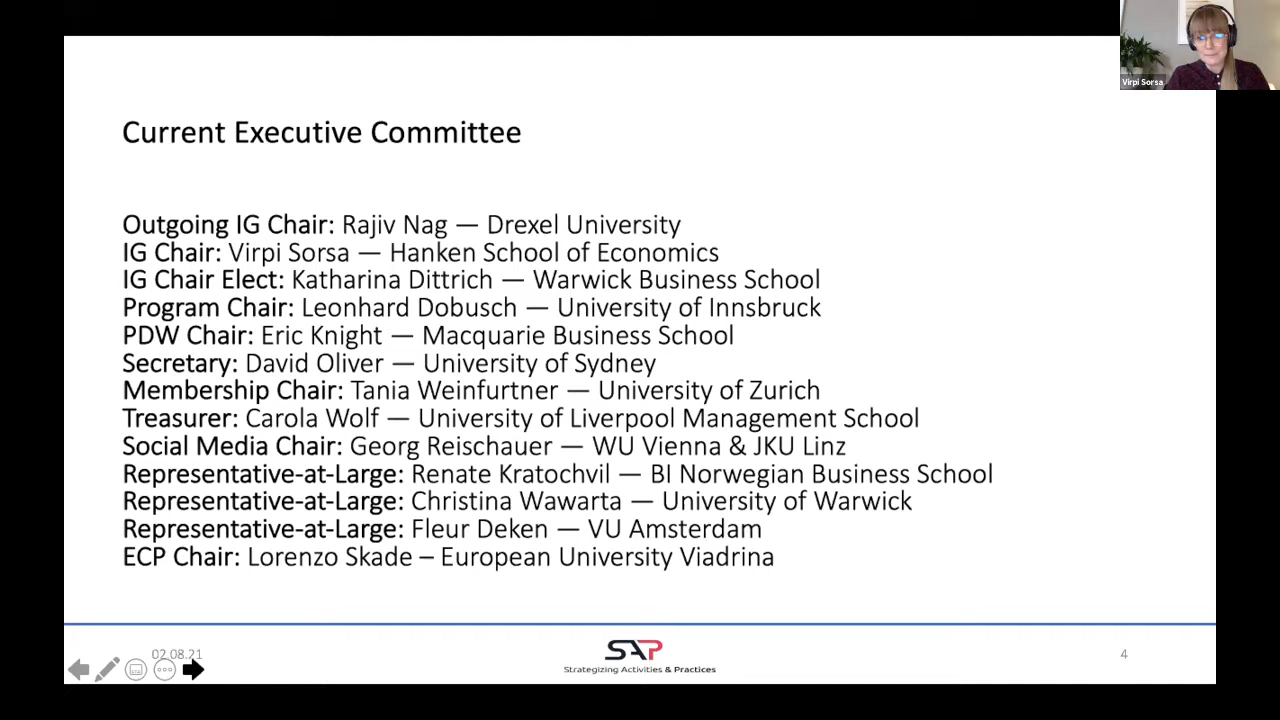 Virpi Sorsa
Current Executive Committee
Outgoing IG Chair: Rajiv Nag — Drexel University
IG Chair: Virpi Sorsa — Hanken School of Economics
IG Chair Elect: Katharina Dittrich — Warwick Business School
Program Chair: Leonhard Dobusch — University of Innsbruck
PDW Chair: Eric Knight — Macquarie Business School
Secretary: David Oliver — University of Sydney
Membership Chair: Tania Weinfurtner — University of Zurich
Treasurer: Carola Wolf — University of Liverpool Management School
Social Media Chair: Georg Reischauer — WU Vienna & JKU Linz
Representative-at-Large: Renate Kratochvil — BI Norwegian Business School
Representative-at-Large: Christina Wawarta — University of Warwick
Representative-at-Large: Fleur Deken — VU Amsterdam
ECP Chair: Lorenzo Skade – European University Viadrina
02.08.21
SAP
Strategizing Activities & Practices
4